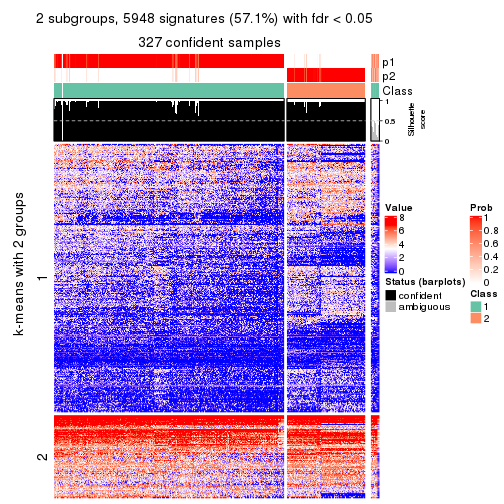 2 subgroups, 5948 signatures (57.1%) with fdr < 0.05
327 confident samples
p1
p2
Class
1
0.5
0
Silhouette
score
k-means with 2 groups
1
2
Value
8
6
4
2
0
Status (barplots)
confident
ambiguous
Prob
1
0.8
0.6
0.4
0.2
0
Class
1
2